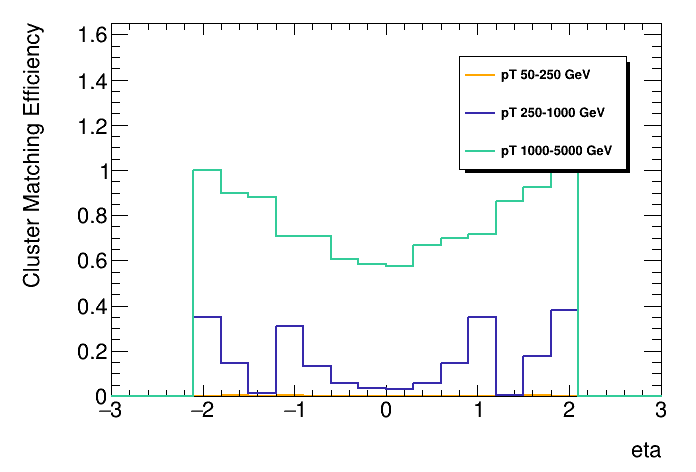 Cluster Matching Efficiency
1.6
1.4
1.2
1
0.8
0.6
0.4
0.2
0
pT 50-250 GeV
pT 250-1000 GeV
pT 1000-5000 GeV
−3 −2 −1 0 1 2 3
eta